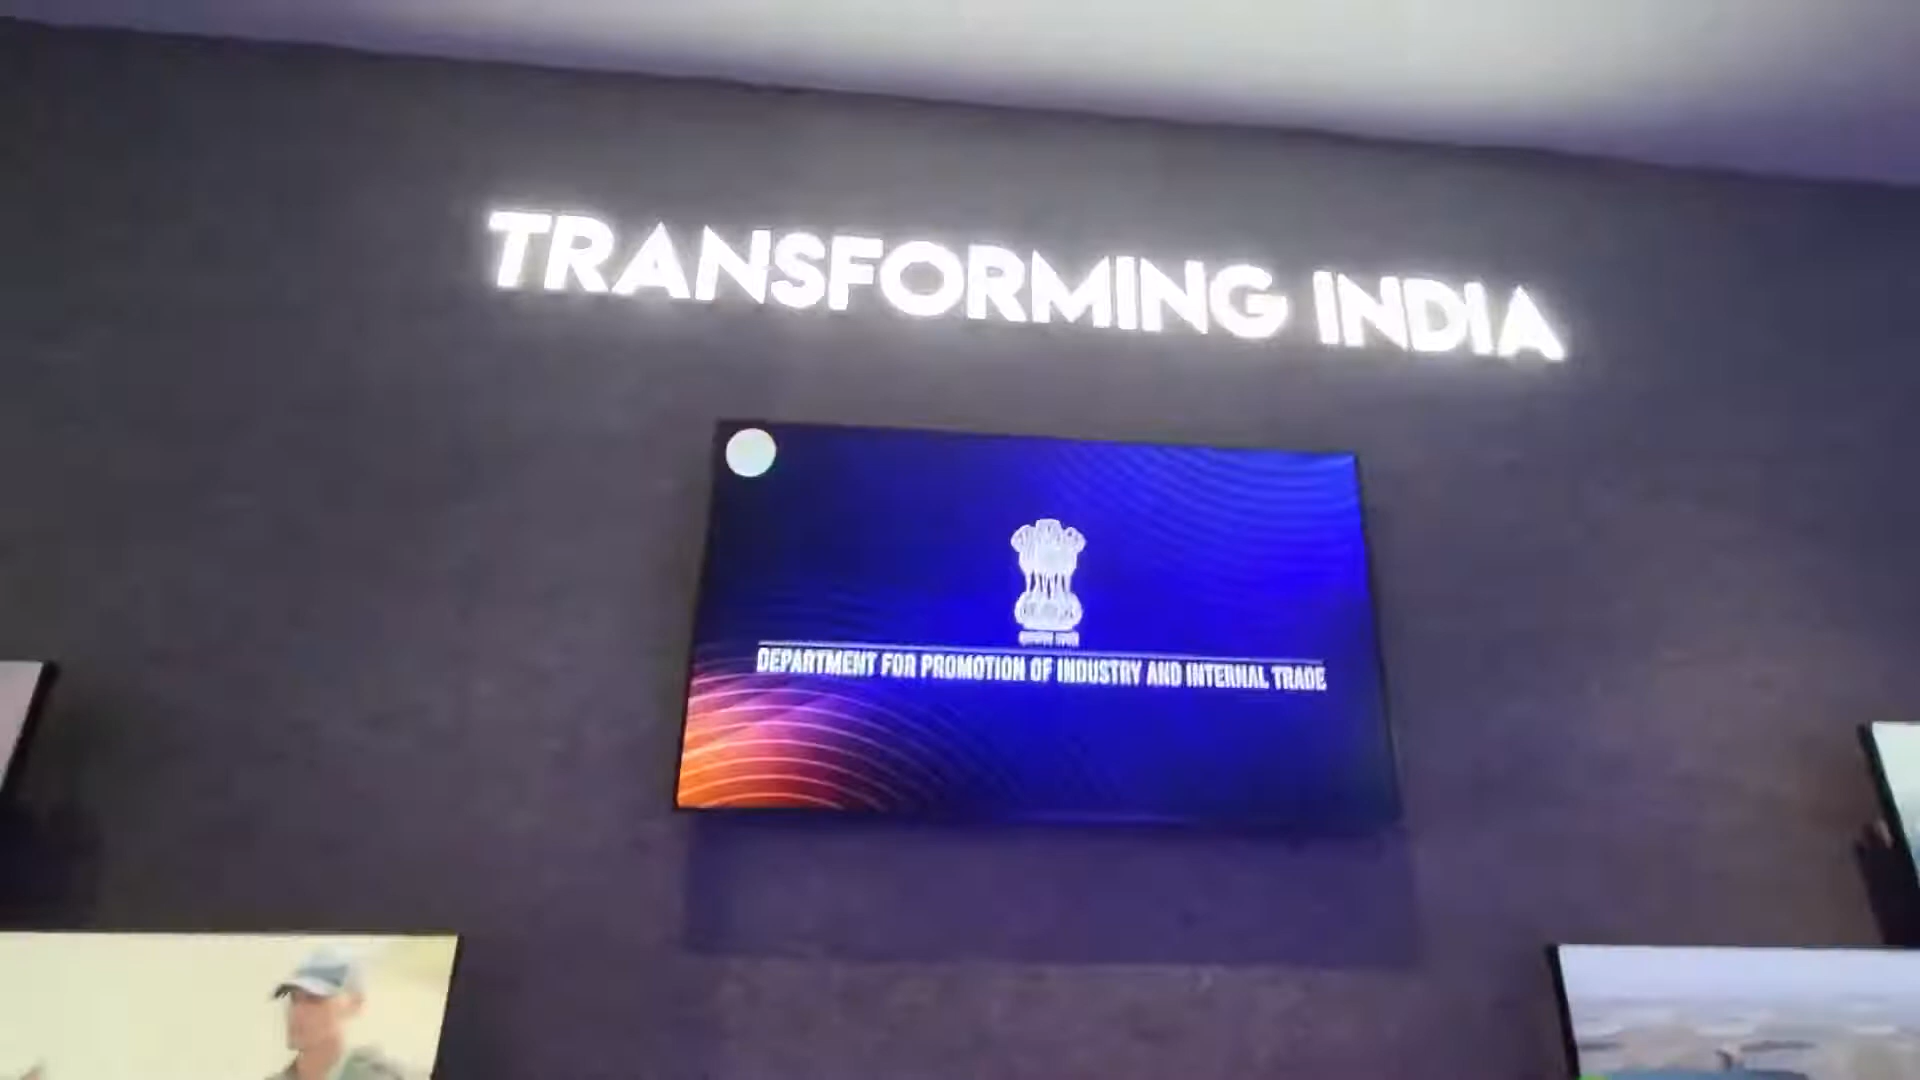 TRANSFORMING INDIA
DEPARTMENT FOR PROMOTION OF INDUSTRY AND INTERNAL TRADE